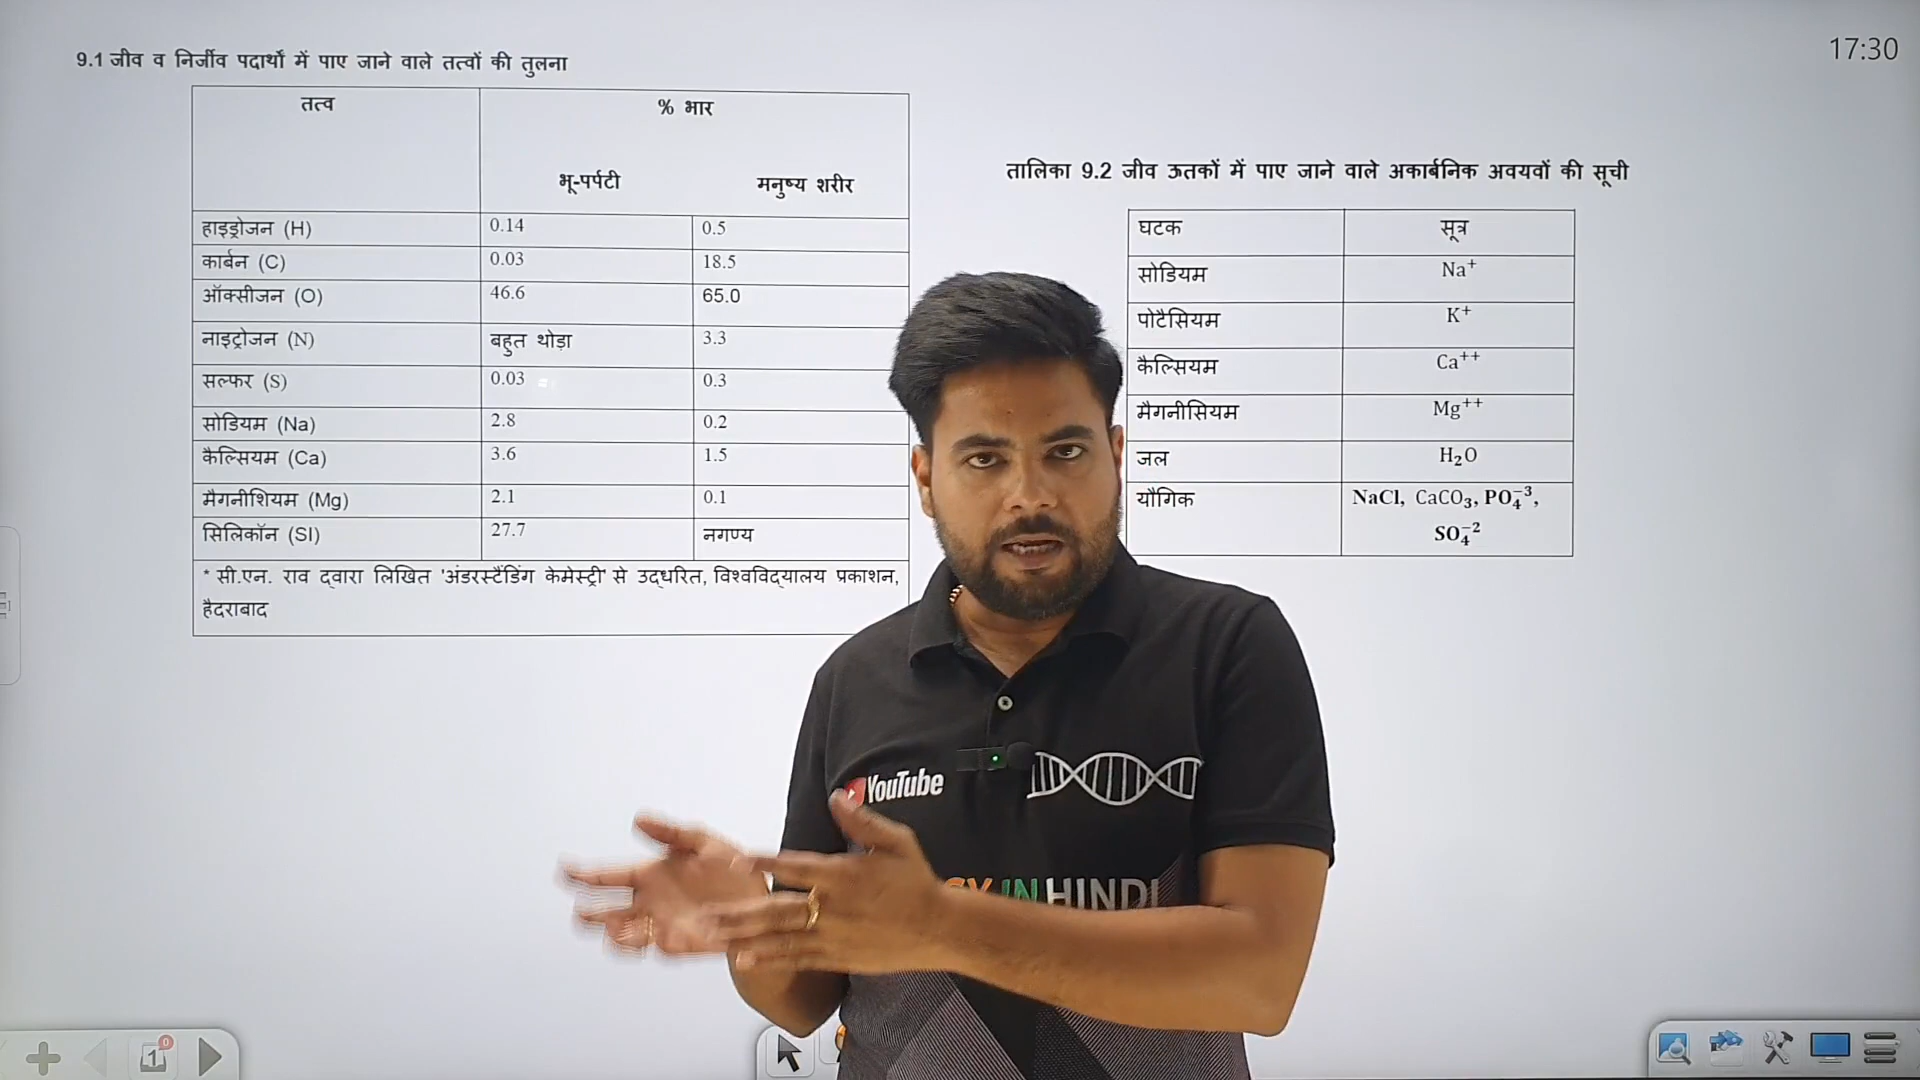 17:30
9.1 जीव व निर्जीव पदार्थों में पाए जाने वाले तत्वों की तुलना
तत्व % भार
भू-पर्पटी मनुष्य शरीर
हाइड्रोजन (H) 0.14 0.5
कार्बन (C) 0.03 18.5
ऑक्सीजन (O) 46.6 65.0
नाइट्रोजन (N) बहुत थोड़ा 3.3
सल्फर (S) 0.03 0.3
सोडियम (Na) 2.8 0.2
कैल्सियम (Ca) 3.6 1.5
मैगनीशियम (Mg) 2.1 0.1
सिलिकॉन (SI) 27.7 नगण्य
* सी.एन. राव द्वारा लिखित 'अंडरस्टैंडिंग केमेस्ट्री' से उद्धरित, विश्वविद्यालय प्रकाशन,
हैदराबाद
तालिका 9.2 जीव ऊतकों में पाए जाने वाले अकार्बनिक अवयवों की सूची
घटक सूत्र
सोडियम Na⁺
पोटैसियम K⁺
कैल्सियम Ca⁺⁺
मैगनीसियम Mg⁺⁺
जल H₂O
यौगिक NaCl, CaCO₃, PO₄⁻³,
SO₄⁻²
YouTube
IN HINDI
1
0